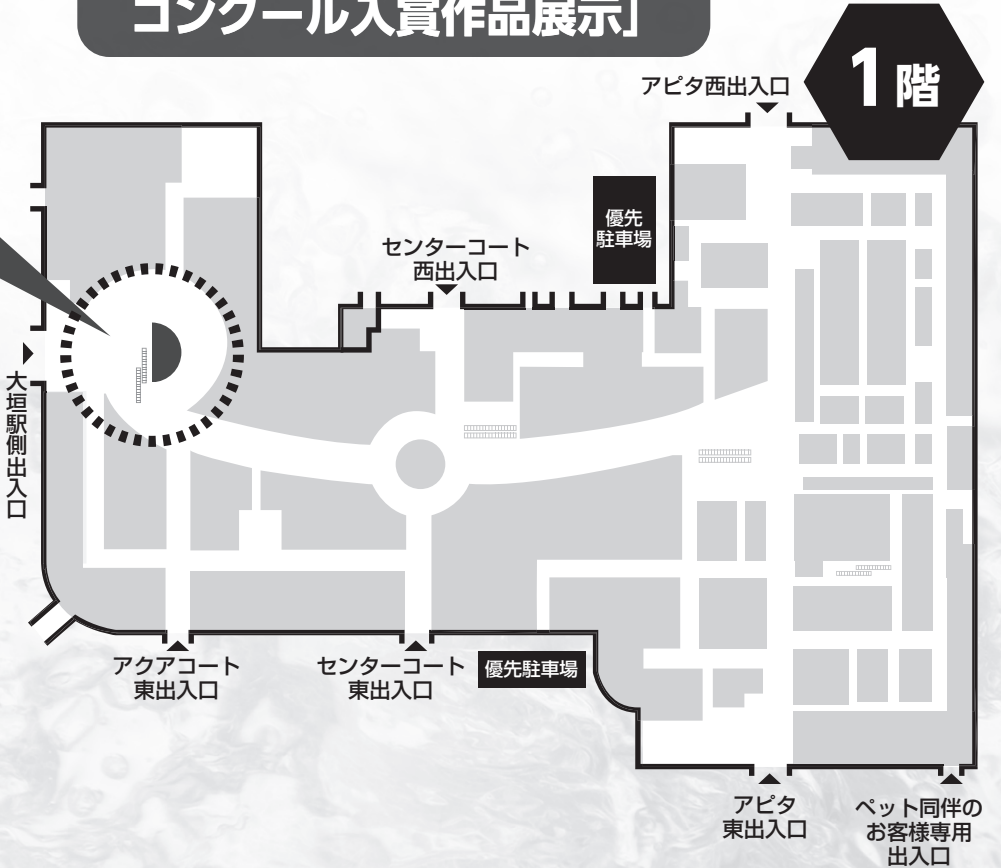 コンクール入賞作品展示」
1階
アピタ西出入口
優先
駐車場
センターコート
西出入口
大垣駅側出入口
アクアコート
東出入口
センターコート
東出入口
優先駐車場
アピタ
東出入口
ペット同伴の
お客様専用
出入口